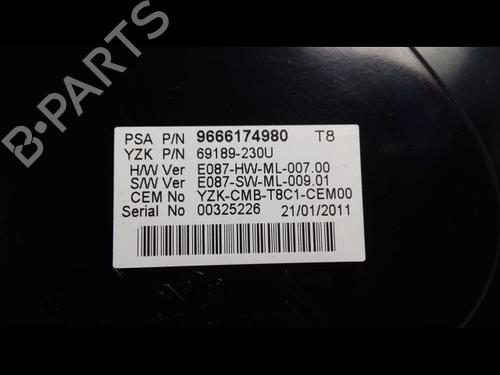 PSA P/N 9666174980 T8
YZK P/N 69189-230U
H/W Ver E087-HW-ML-007.00
S/W Ver E087-SW-ML-009.01
CEM No YZK-CMB-T8C1-CEM00
Serial No 00325226 21/01/2011
B-PARTS